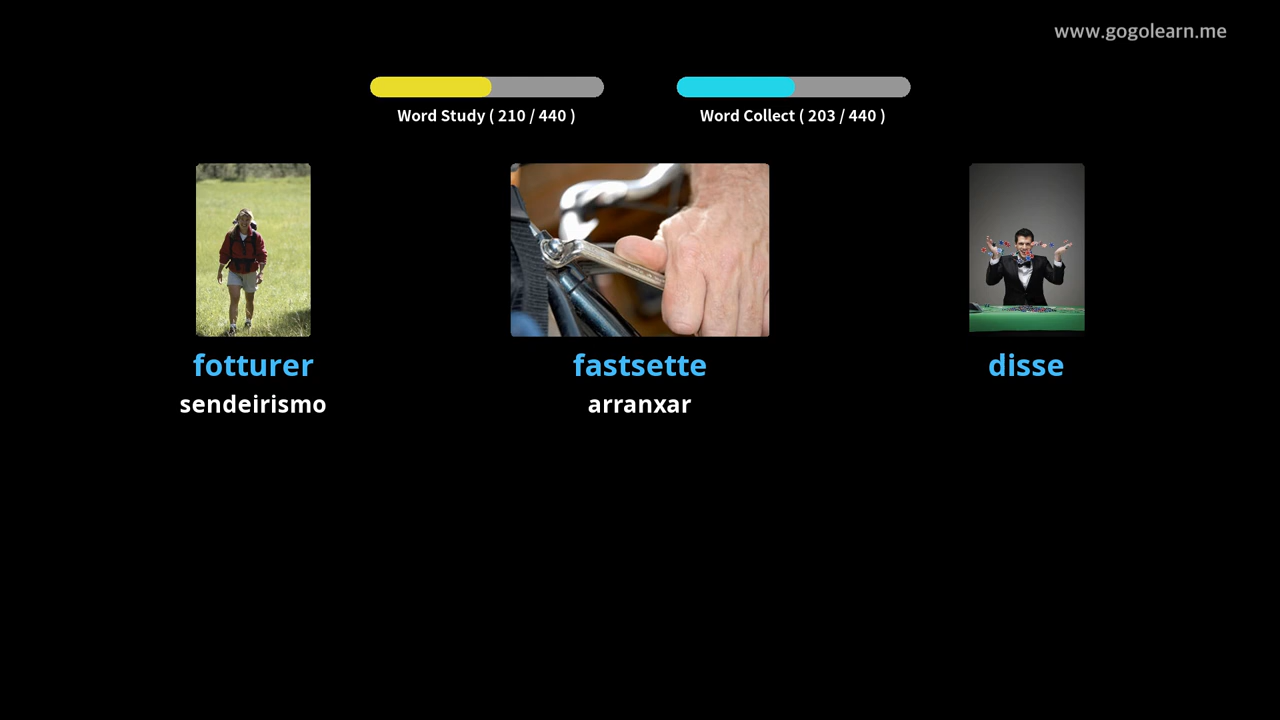 www.gogolearn.me
Word Study ( 210 / 440 )
Word Collect ( 203 / 440 )
fotturer
sendeirismo
fastsette
arranxar
disse